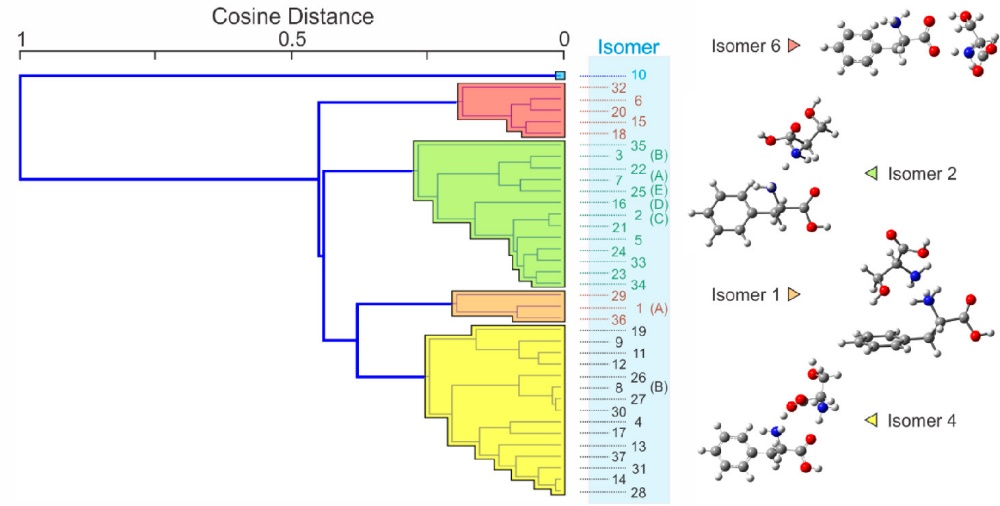 Cosine Distance
1 0.5 0
Isomer
10
32
6
20
15
18
35
3 (B)
22
7 (A)
25 (E)
16 (D)
2 (C)
21
5
24
33
23
34
29
1 (A)
36
19
9
11
12
26
8 (B)
27
30
4
17
13
37
31
14
28
Isomer 6
Isomer 2
Isomer 1
Isomer 4